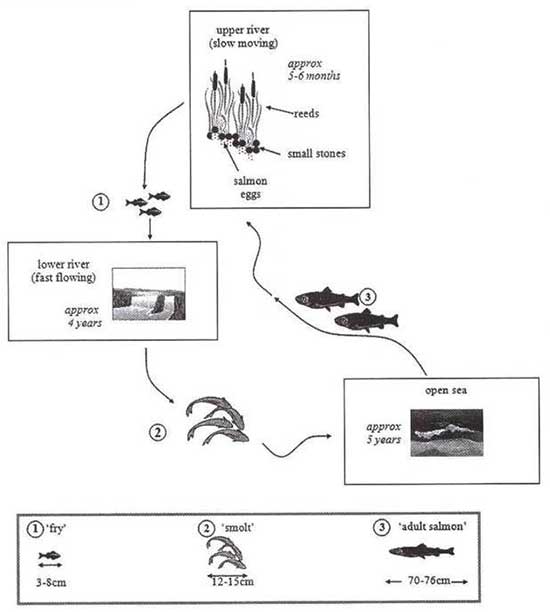 upper river
(slow moving)
approx
5-6 months
reeds
small stones
salmon
eggs
1
lower river
(fast flowing)
approx
4 years
3
2
open sea
approx
5 years
1 'fry'
3-8cm
2 'smolt'
12-15cm
3 'adult salmon'
70-76cm